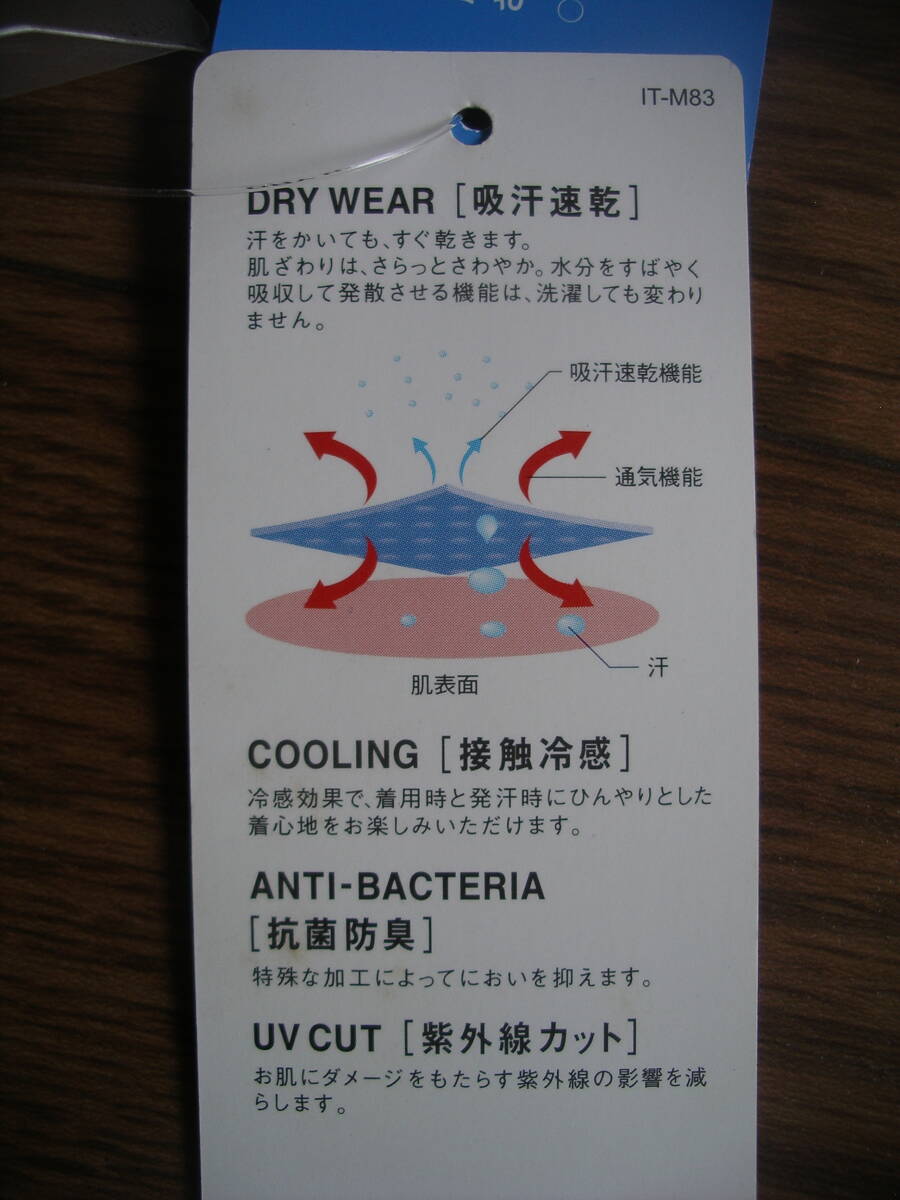 IT-M83
DRY WEAR [吸汗速乾]
汗をかいても、すぐ乾きます。
肌ざわりは、さらっとさわやか。水分をすばやく
吸収して発散させる機能は、洗濯しても変わり
ません。
吸汗速乾機能
通気機能
汗
肌表面
COOLING [接触冷感]
冷感効果で、着用時と発汗時にひんやりとした
着心地をお楽しみいただけます。
ANTI-BACTERIA
[抗菌防臭]
特殊な加工によってにおいを抑えます。
UV CUT [紫外線カット]
お肌にダメージをもたらす紫外線の影響を減
らします。